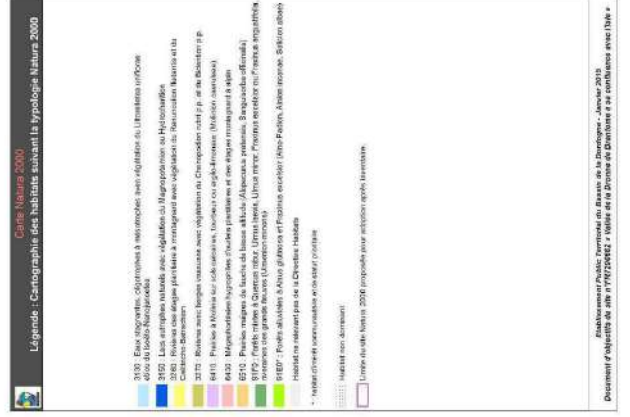 Carte Natura 2000
Légende : Cartographie des habitats suivant la typologie Natura 2000
3130 : Eaux stagnantes, oligotrophes à mésotrophes avec végétation du Littorelletea uniflorae
et/ou du Isoëto-Nanojuncetea
3150 : Lacs eutrophes naturels avec végétation du Magnopotamion ou Hydrocharition
3260 : Rivières des étages planitiaire à montagnard avec végétation du Ranunculion fluitantis et du
Callitricho-Batrachion
3270 : Rivières avec berges vaseuses avec végétation du Chenopodion rubri p.p. et du Bidention p.p.
6410 : Prairies à Molinia sur sols calcaires, tourbeux ou argilo-limoneux (Molinion caeruleae)
6430 : Mégaphorbiaies hygrophiles d'ourlets planitiaires et des étages montagnard à alpin
6510 : Prairies maigres de fauche de basse altitude (Alopecurus pratensis, Sanguisorba officinalis)
91F0 : Forêts mixtes à Quercus robur, Ulmus laevis, Ulmus minor, Fraxinus excelsior ou Fraxinus angustifolia,
riveraines des grands fleuves (Ulmenion minoris)
91E0* : Forêts alluviales à Alnus glutinosa et Fraxinus excelsior (Alno-Padion, Alnion incanae, Salicion albae)
Habitat ne relevant pas de la Directive Habitats
* : habitat d'intérêt communautaire et de statut prioritaire
Habitat non dominant
Limite du site Natura 2000 proposée pour adoption après inventaire
Etablissement Public Territorial du Bassin de la Dordogne - Janvier 2013
Document d'objectifs du site n°FR7200662 « Vallée de la Dronne de Brantôme à sa confluence avec l'Isle »